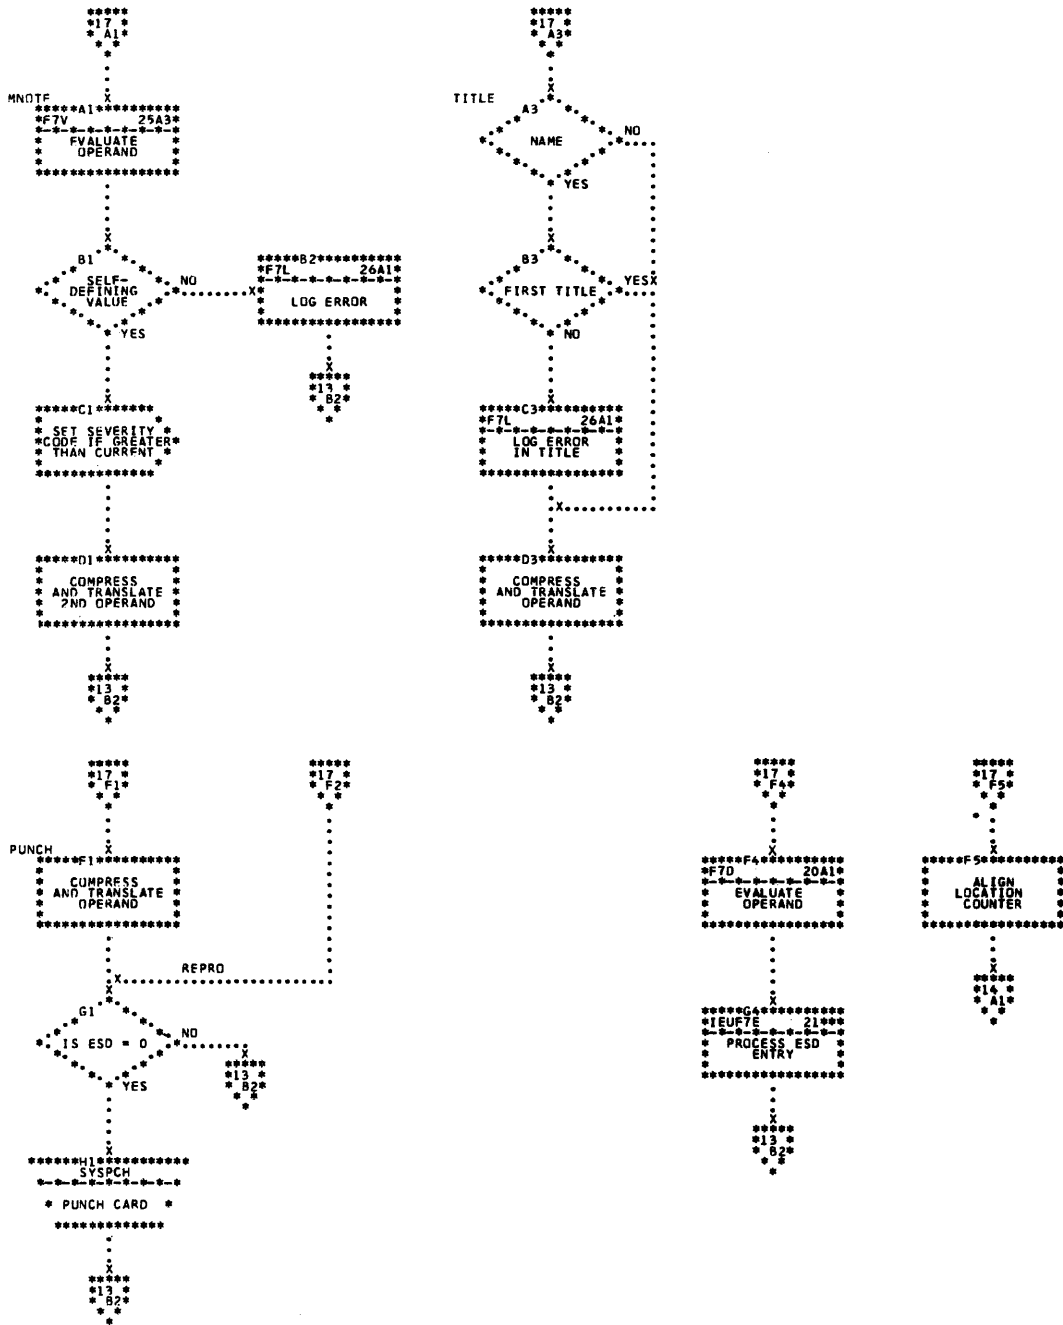 17
A1
17
A3
MNOTE
A1
F7V 25A3
EVALUATE
OPERAND
TITLE
A3
NAME
NO
YES
B1
SELF-
DEFINING
VALUE
NO
YES
B2
F7L 26A1
LOG ERROR
13
B2
B3
FIRST TITLE
YES
NO
C1
SET SEVERITY
CODE IF GREATER
THAN CURRENT
C3
F7L 26A1
LOG ERROR
IN TITLE
D1
COMPRESS
AND TRANSLATE
2ND OPERAND
13
B2
D3
COMPRESS
AND TRANSLATE
OPERAND
13
B2
17
F1
17
F2
17
F4
17
F5
PUNCH
F1
COMPRESS
AND TRANSLATE
OPERAND
F4
F7D 20A1
EVALUATE
OPERAND
F5
ALIGN
LOCATION
COUNTER
REPRO
14
A1
G1
IS ESD = 0
NO
YES
13
B2
G4
IEUF7E 21
PROCESS ESD
ENTRY
13
B2
H1
SYSPCH
PUNCH CARD
13
B2